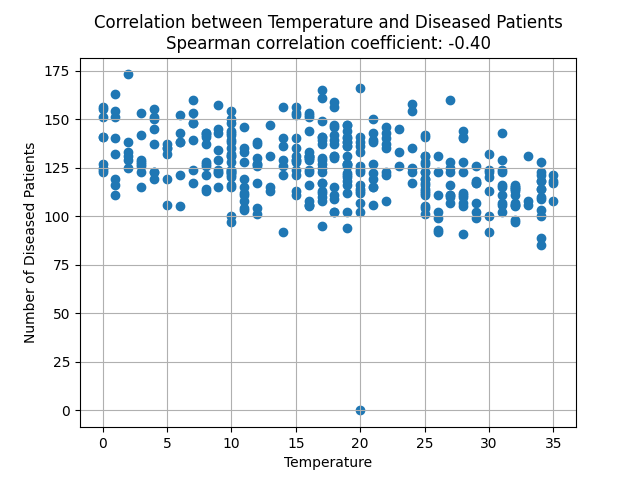 Correlation between Temperature and Diseased Patients
Spearman correlation coefficient: -0.40
Number of Diseased Patients
175
150
125
100
75
50
25
0
0 5 10 15 20 25 30 35
Temperature